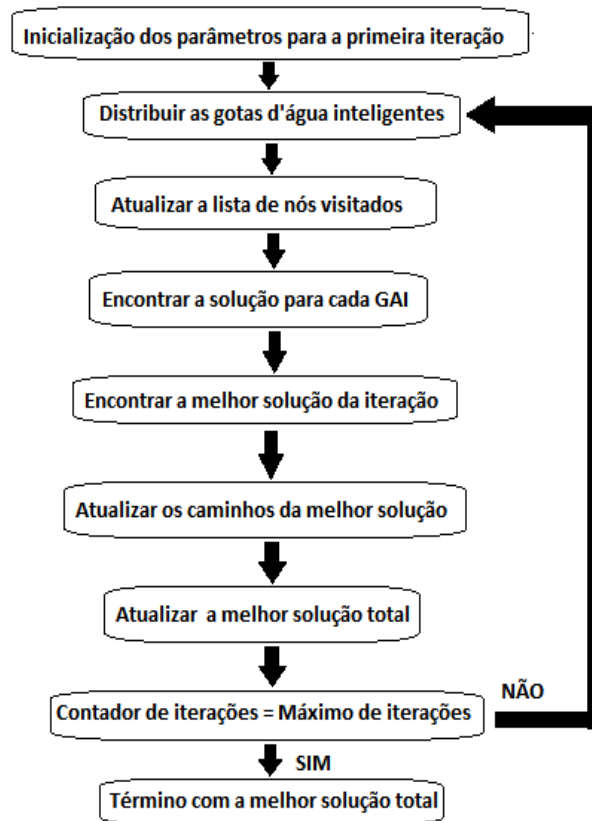 Inicialização dos parâmetros para a primeira iteração
Distribuir as gotas d'água inteligentes
Atualizar a lista de nós visitados
Encontrar a solução para cada GAI
Encontrar a melhor solução da iteração
Atualizar os caminhos da melhor solução
Atualizar a melhor solução total
Contador de iterações = Máximo de iterações
NÃO
SIM
Término com a melhor solução total